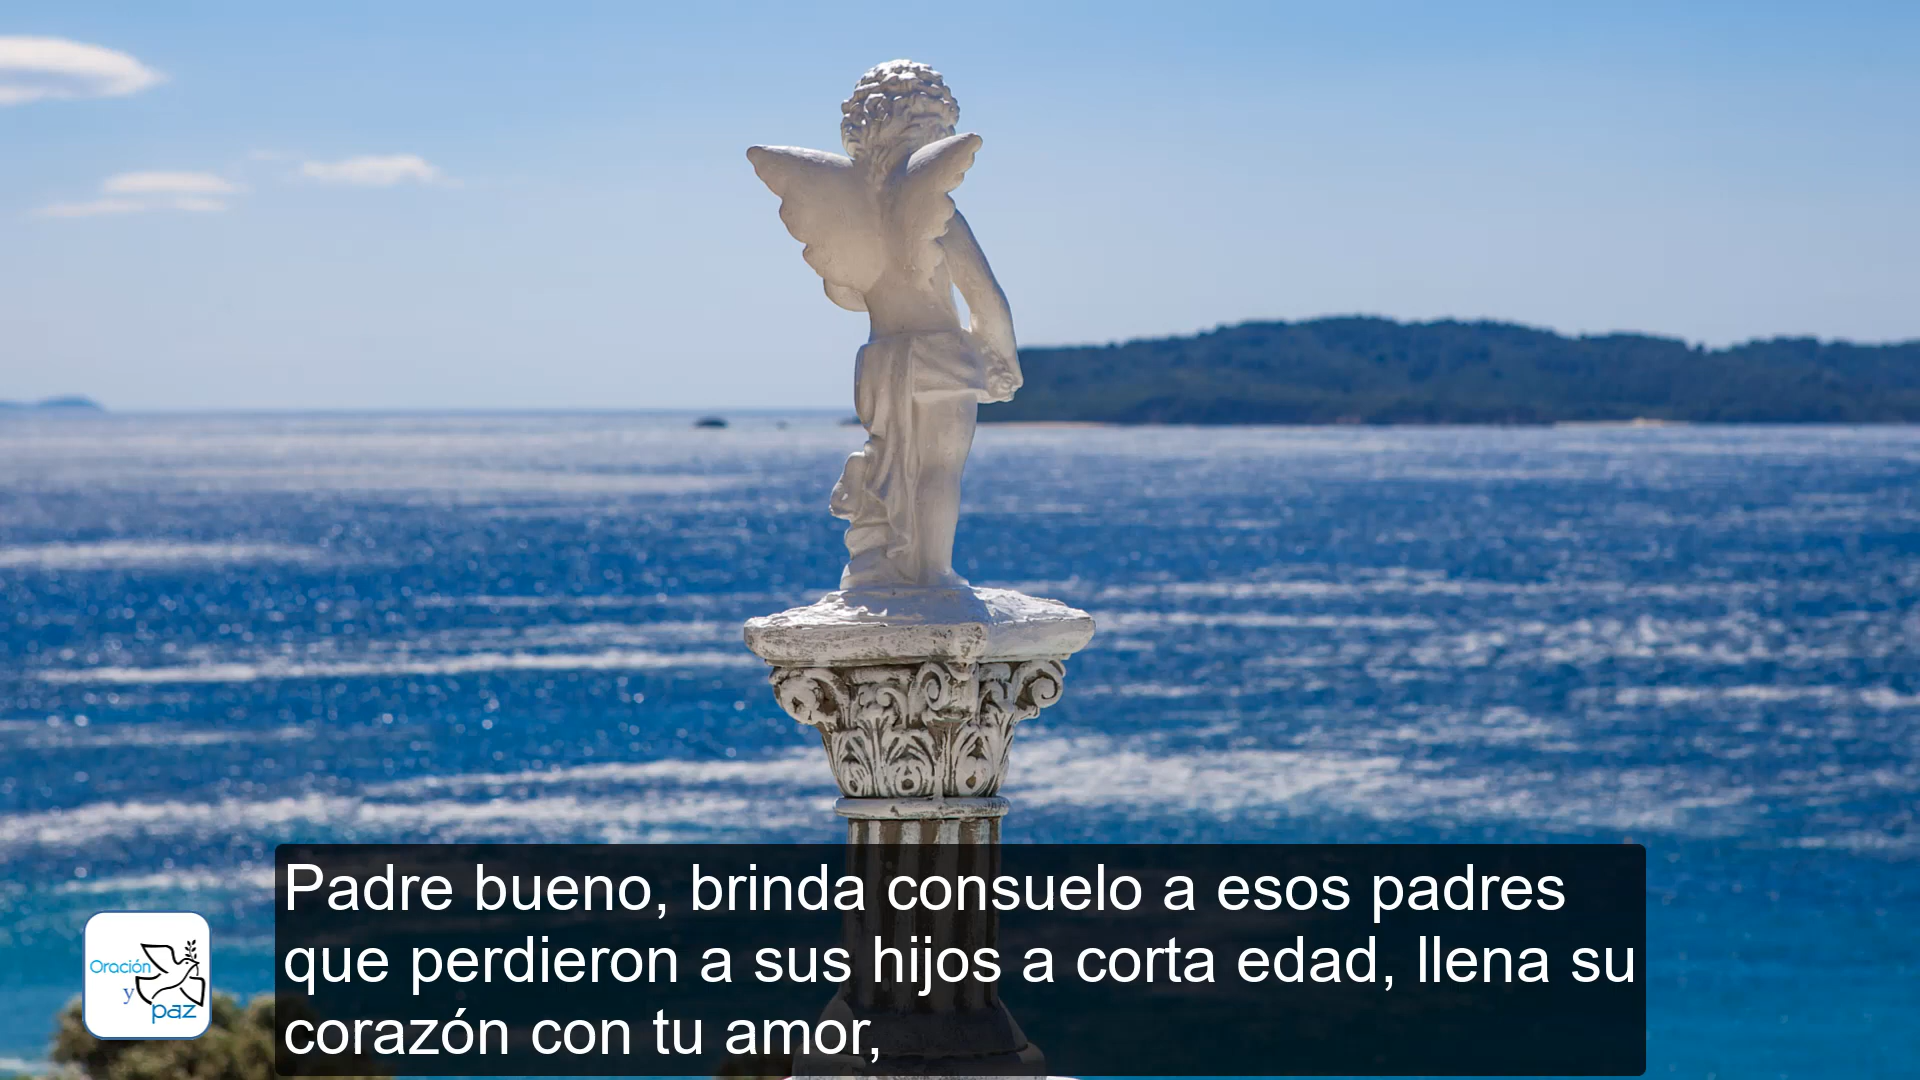 Padre bueno, brinda consuelo a esos padres
que perdieron a sus hijos a corta edad, llena su
corazón con tu amor,
Oración
y
paz